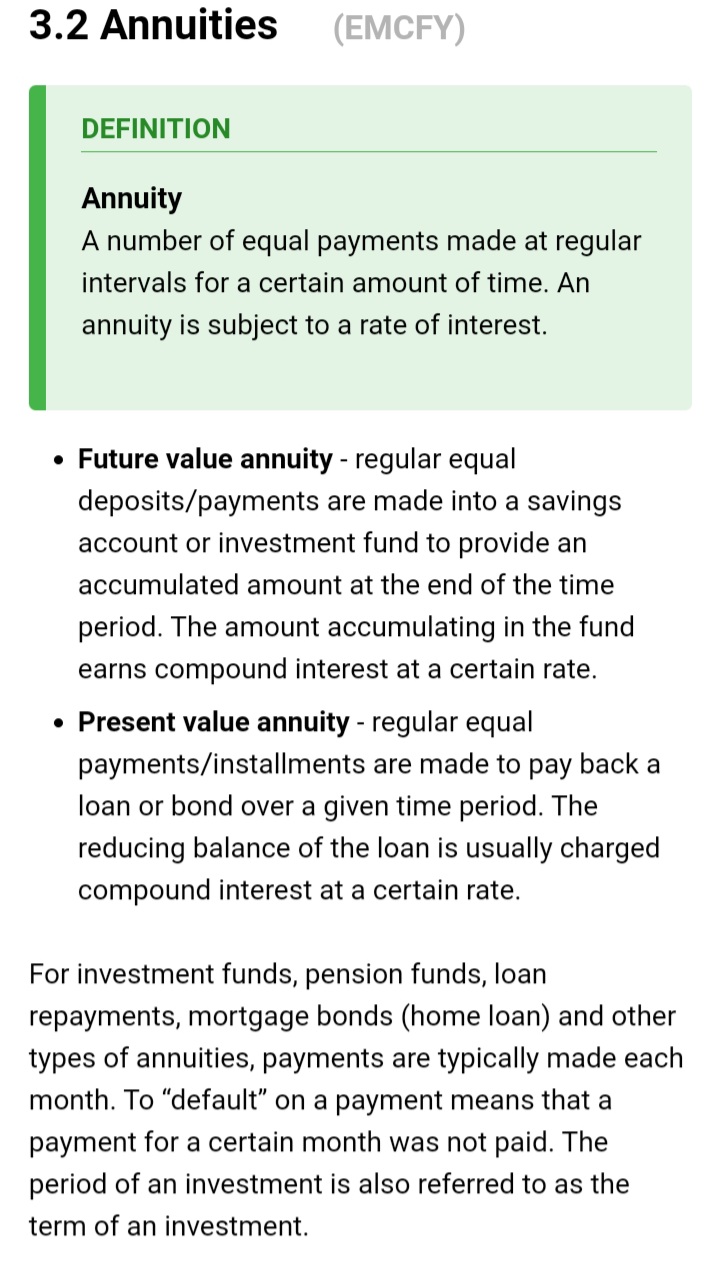 3.2 Annuities (EMCFY)
DEFINITION
Annuity
A number of equal payments made at regular
intervals for a certain amount of time. An
annuity is subject to a rate of interest.
• Future value annuity - regular equal
deposits/payments are made into a savings
account or investment fund to provide an
accumulated amount at the end of the time
period. The amount accumulating in the fund
earns compound interest at a certain rate.
• Present value annuity - regular equal
payments/installments are made to pay back a
loan or bond over a given time period. The
reducing balance of the loan is usually charged
compound interest at a certain rate.
For investment funds, pension funds, loan
repayments, mortgage bonds (home loan) and other
types of annuities, payments are typically made each
month. To “default” on a payment means that a
payment for a certain month was not paid. The
period of an investment is also referred to as the
term of an investment.